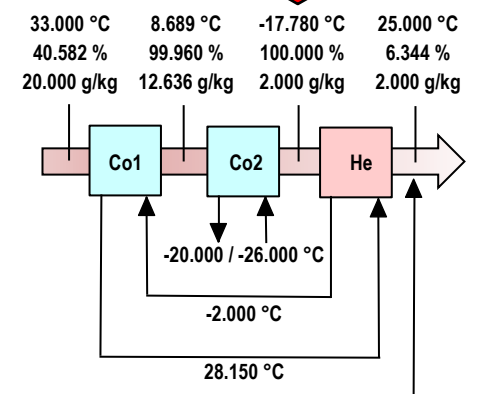 33.000 °C 8.689 °C -17.780 °C 25.000 °C
40.582 % 99.960 % 100.000 % 6.344 %
20.000 g/kg 12.636 g/kg 2.000 g/kg 2.000 g/kg
Co1 Co2 He
-20.000 / -26.000 °C
-2.000 °C
28.150 °C